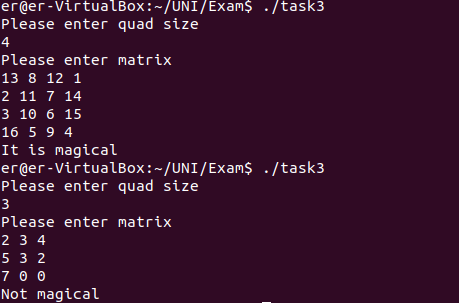 er@er-VirtualBox:~/UNI/Exam$ ./task3
Please enter quad size
4
Please enter matrix
13 8 12 1
2 11 7 14
3 10 6 15
16 5 9 4
It is magical
er@er-VirtualBox:~/UNI/Exam$ ./task3
Please enter quad size
3
Please enter matrix
2 3 4
5 3 2
7 0 0
Not magical